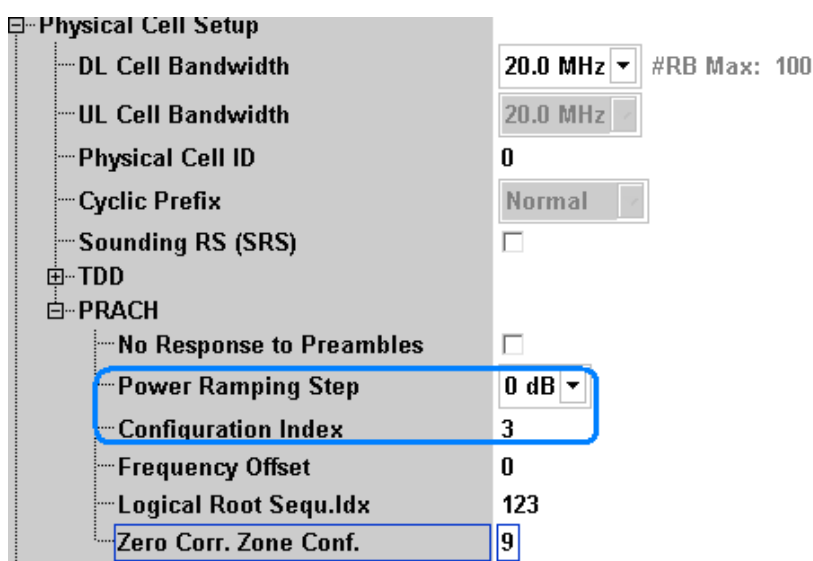 Physical Cell Setup
DL Cell Bandwidth 20.0 MHz #RB Max: 100
UL Cell Bandwidth 20.0 MHz
Physical Cell ID 0
Cyclic Prefix Normal
Sounding RS (SRS)
TDD
PRACH
No Response to Preambles
Power Ramping Step 0 dB
Configuration Index 3
Frequency Offset 0
Logical Root Sequ.Idx 123
Zero Corr. Zone Conf. 9